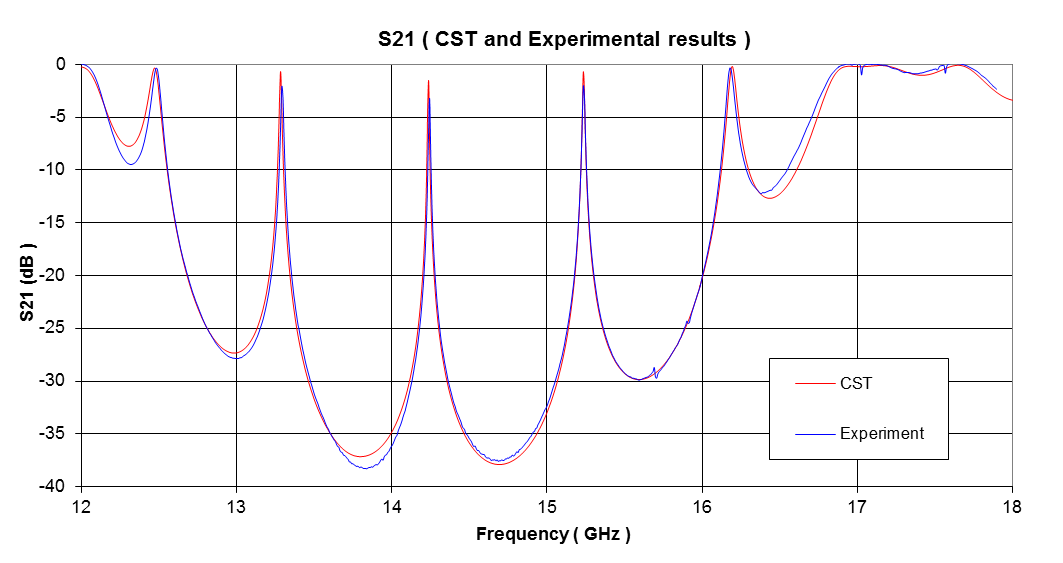 S21 ( CST and Experimental results )
0
-5
-10
-15
-20
-25
-30
-35
-40
S21 (dB )
12 13 14 15 16 17 18
Frequency ( GHz )
CST
Experiment